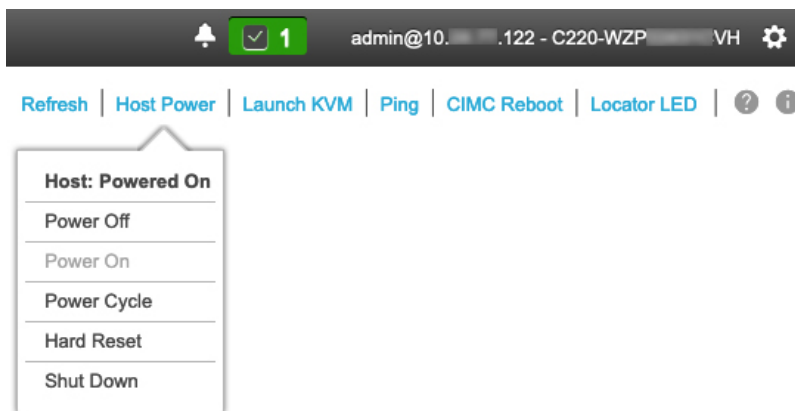 1 admin@10. .122 - C220-WZP VH
Refresh | Host Power | Launch KVM | Ping | CIMC Reboot | Locator LED | ? i
Host: Powered On
Power Off
Power On
Power Cycle
Hard Reset
Shut Down